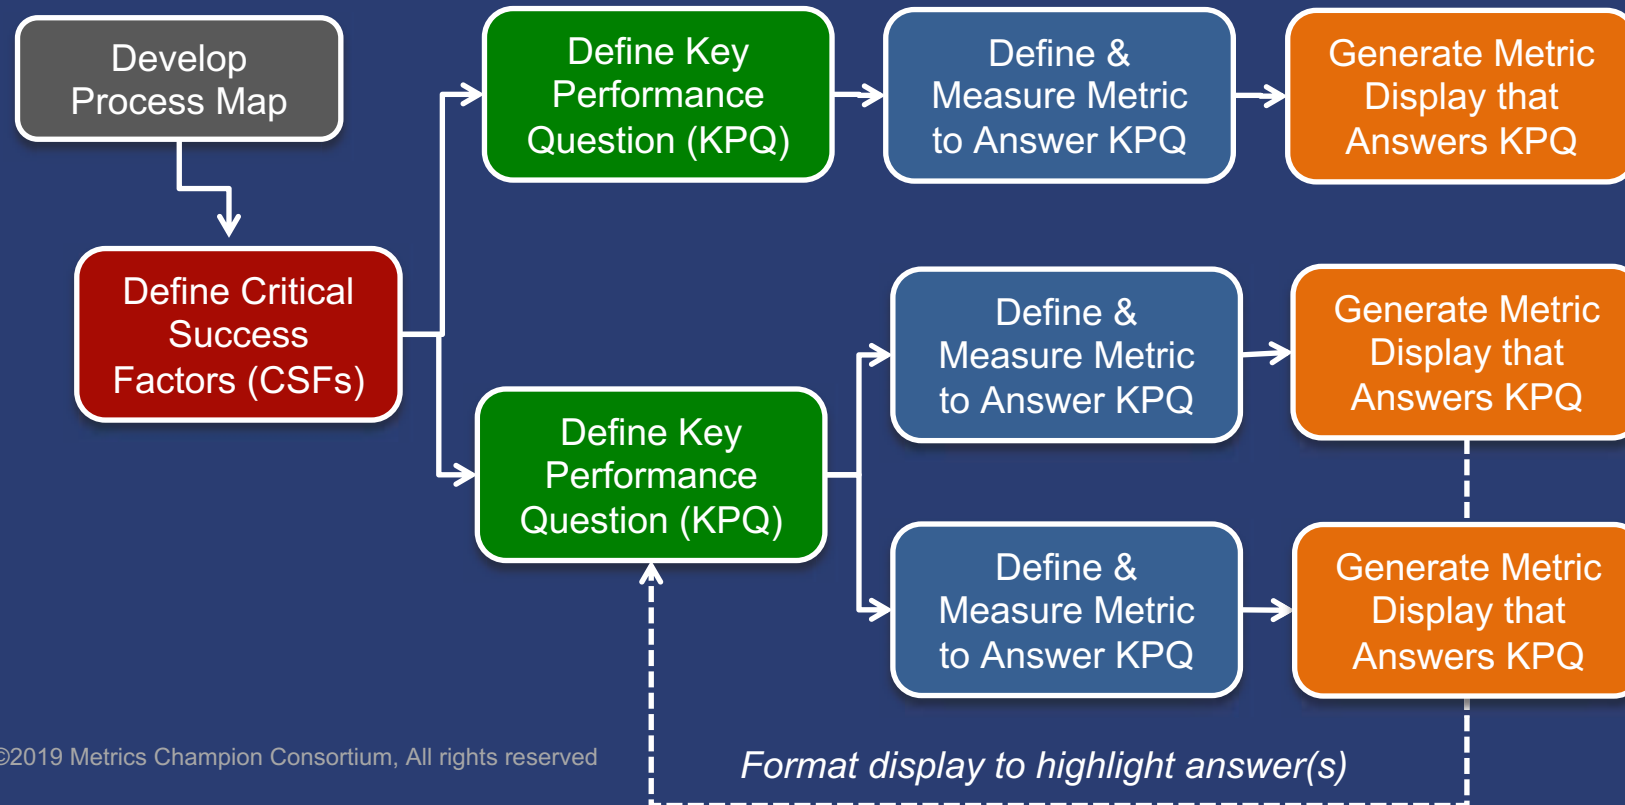 Develop
Process Map
Define Critical
Success
Factors (CSFs)
Define Key
Performance
Question (KPQ)
Define &
Measure Metric
to Answer KPQ
Generate Metric
Display that
Answers KPQ
Define Key
Performance
Question (KPQ)
Define &
Measure Metric
to Answer KPQ
Generate Metric
Display that
Answers KPQ
Define &
Measure Metric
to Answer KPQ
Generate Metric
Display that
Answers KPQ
Format display to highlight answer(s)
©2019 Metrics Champion Consortium, All rights reserved